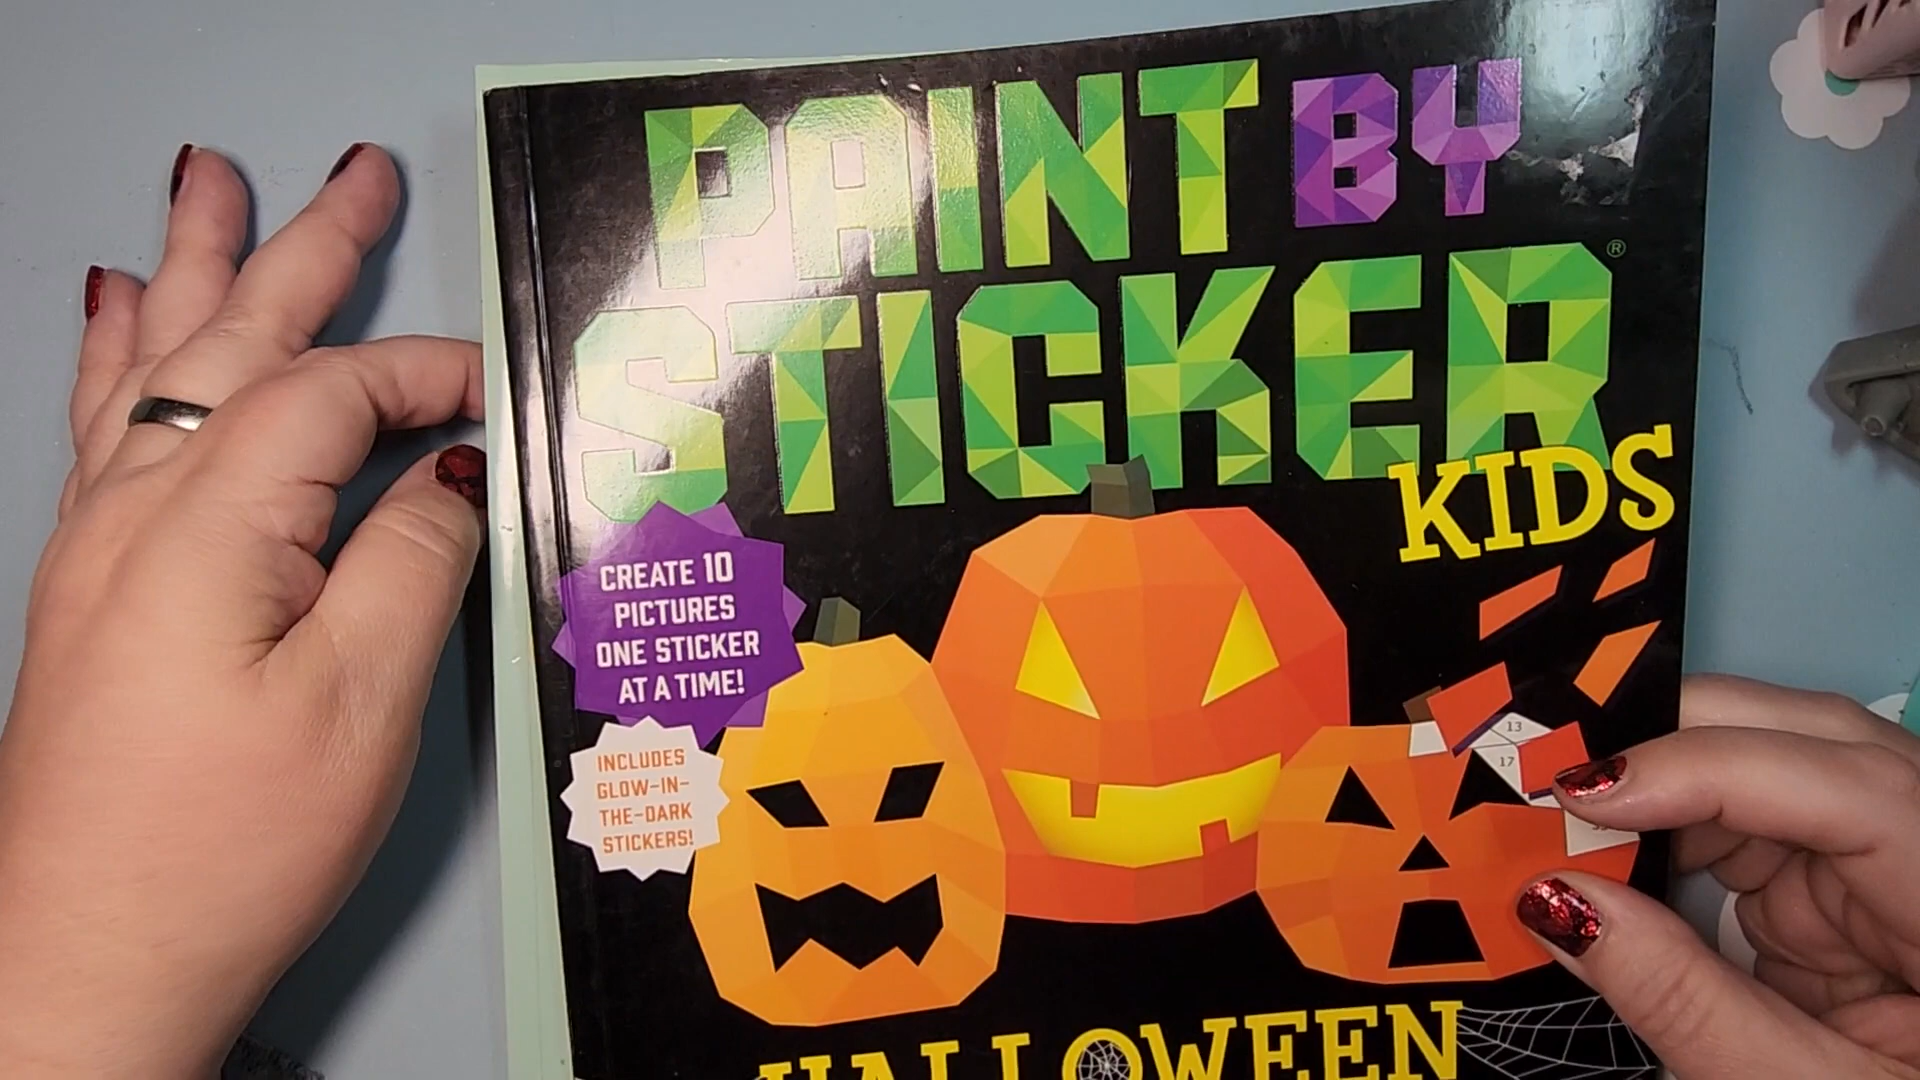 PAINT BY
STICKER®
KIDS
CREATE 10
PICTURES
ONE STICKER
AT A TIME!
INCLUDES
GLOW-IN-
THE-DARK
STICKERS!
13
17
HALLOWEEN